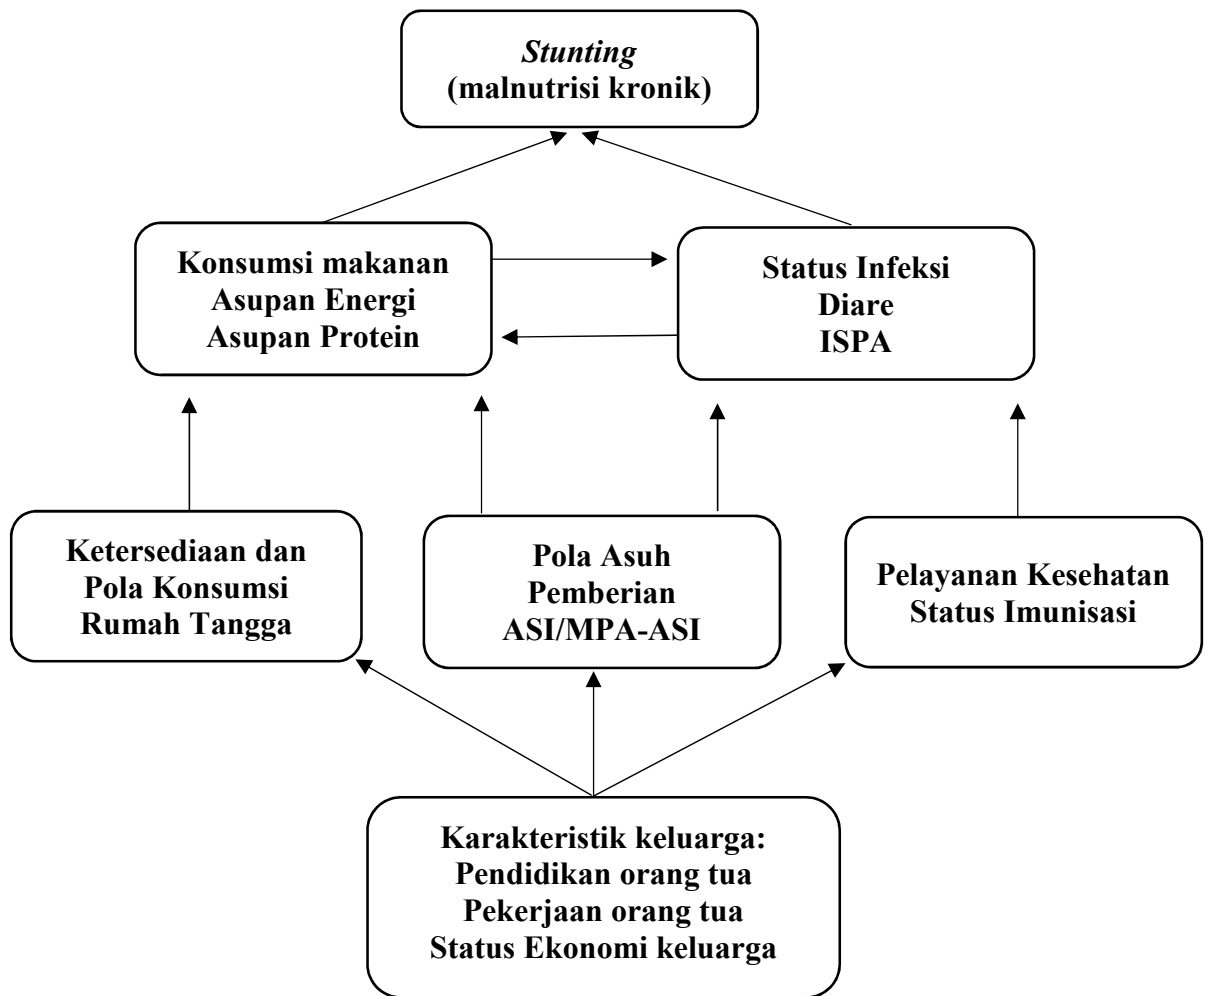 Stunting
(malnutrisi kronik)
Konsumsi makanan
Asupan Energi
Asupan Protein
Status Infeksi
Diare
ISPA
Ketersediaan dan
Pola Konsumsi
Rumah Tangga
Pola Asuh
Pemberian
ASI/MPA-ASI
Pelayanan Kesehatan
Status Imunisasi
Karakteristik keluarga:
Pendidikan orang tua
Pekerjaan orang tua
Status Ekonomi keluarga